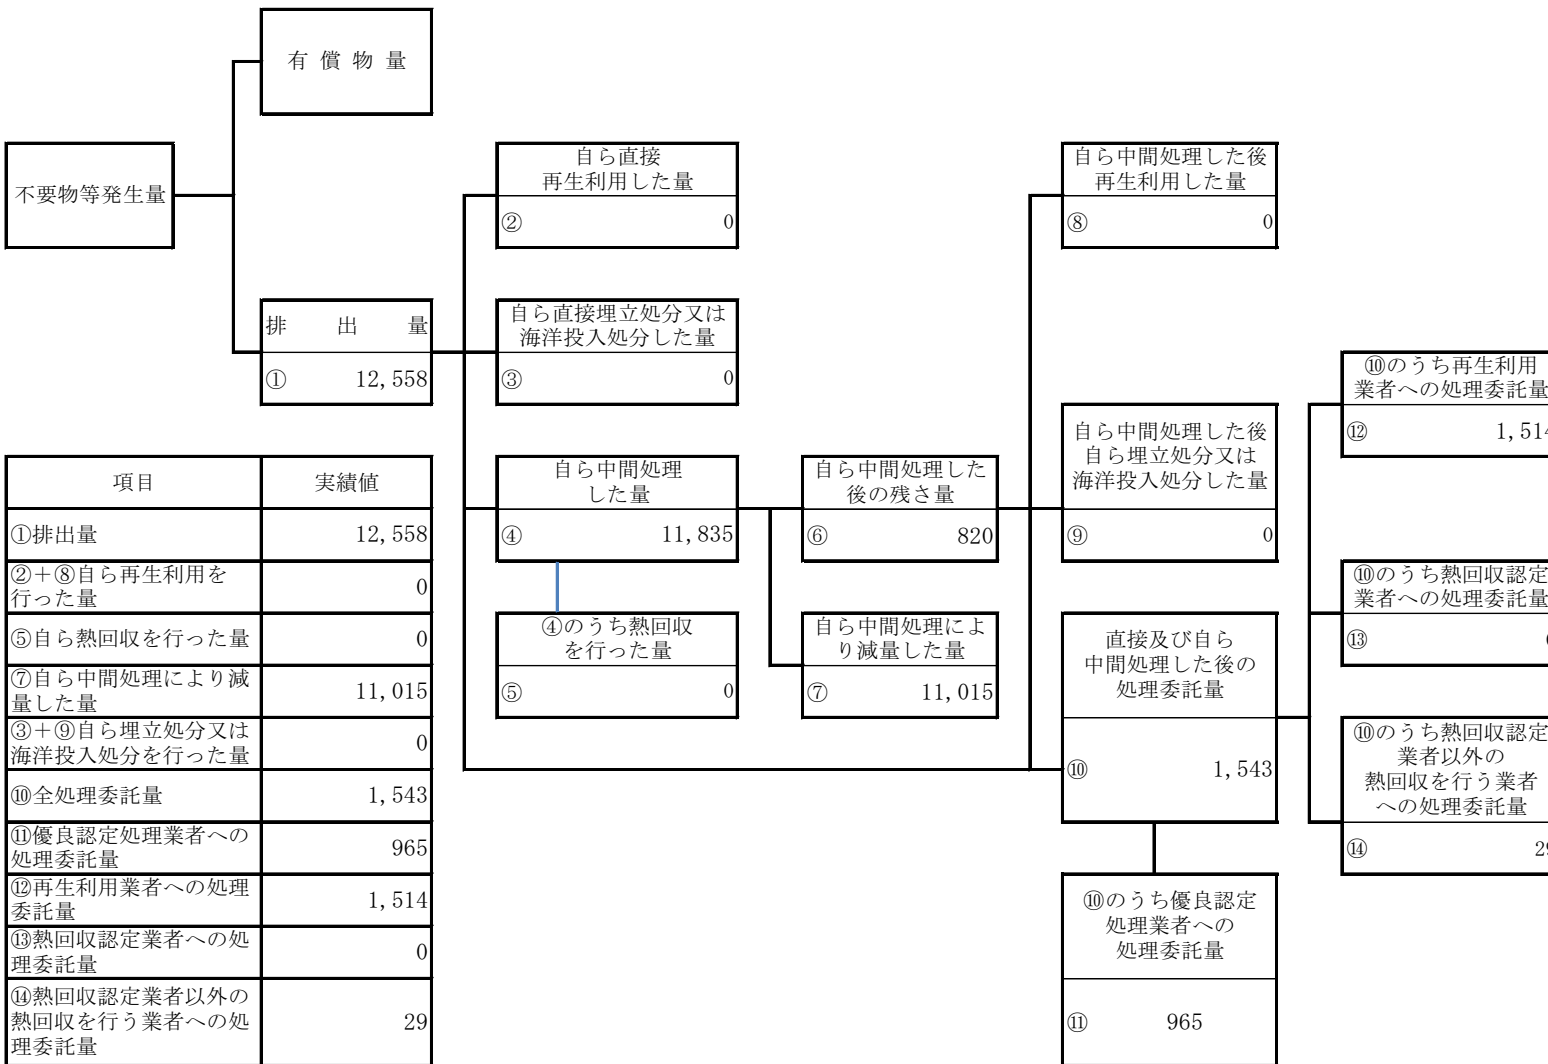 有償物量
不要物等発生量
自ら直接
再生利用した量
② 0
自ら中間処理した後
再生利用した量
⑧ 0
排出量
① 12,558
自ら直接埋立処分又は
海洋投入処分した量
③ 0
⑩のうち再生利用
業者への処理委託量
⑫ 1,514
自ら中間処理
した量
④ 11,835
自ら中間処理した
後の残さ量
⑥ 820
自ら中間処理した後
自ら埋立処分又は
海洋投入処分した量
⑨ 0
④のうち熱回収
を行った量
⑤ 0
自ら中間処理によ
り減量した量
⑦ 11,015
直接及び自ら
中間処理した後の
処理委託量
⑩ 1,543
⑩のうち熱回収認定
業者への処理委託量
⑬
⑩のうち熱回収認定
業者以外の
熱回収を行う業者
への処理委託量
⑭ 29
⑩のうち優良認定
処理業者への
処理委託量
⑪ 965
項目 実績値
①排出量 12,558
②+⑧自ら再生利用を
行った量 0
⑤自ら熱回収を行った量 0
⑦自ら中間処理により減
量した量 11,015
③+⑨自ら埋立処分又は
海洋投入処分を行った量 0
⑩全処理委託量 1,543
⑪優良認定処理業者への
処理委託量 965
⑫再生利用業者への処理
委託量 1,514
⑬熱回収認定業者への処
理委託量 0
⑭熱回収認定業者以外の
熱回収を行う業者への処
理委託量 29